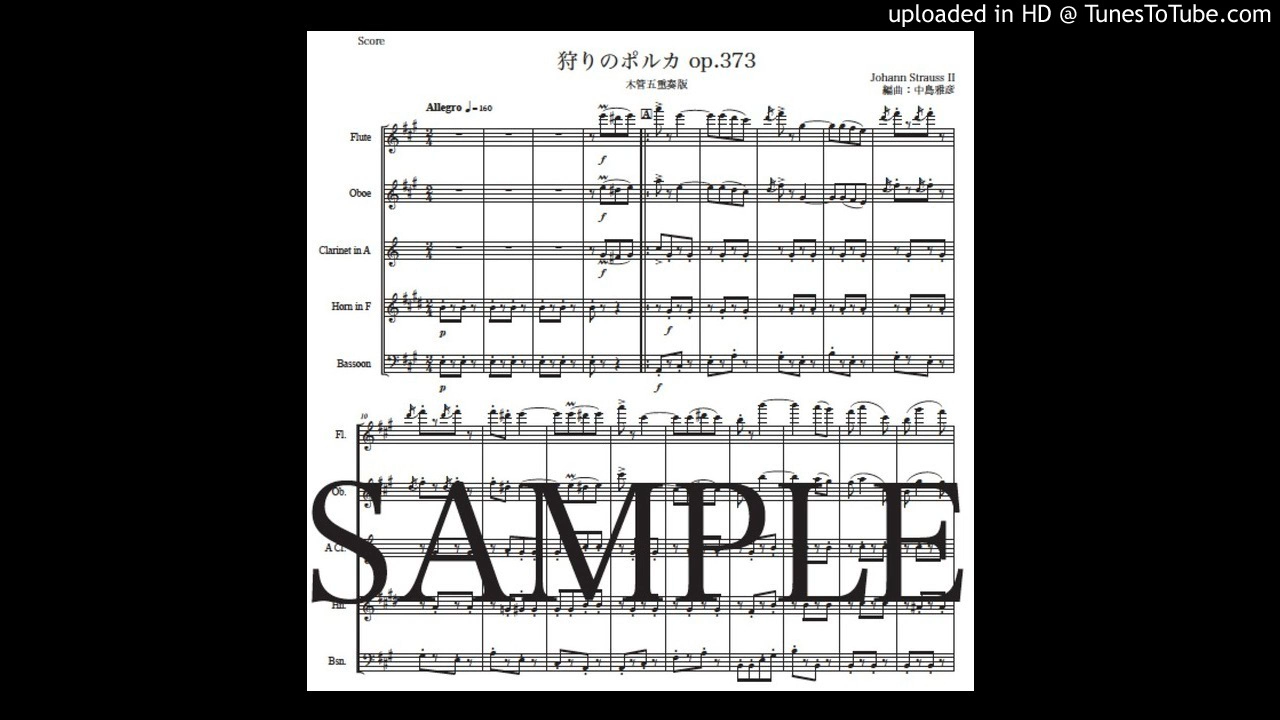 uploaded in HD @ TunesToTube.com
Score
狩りのポルカ op.373
木管五重奏版
Johann Strauss II
編曲：中島雅彦
Allegro ♩=160
A
Flute
f
Oboe
f
Clarinet in A
f
Horn in F
p
f
Bassoon
p
f
10
Fl.
Ob.
A Cl.
Hn.
Bsn.
SAMPLE